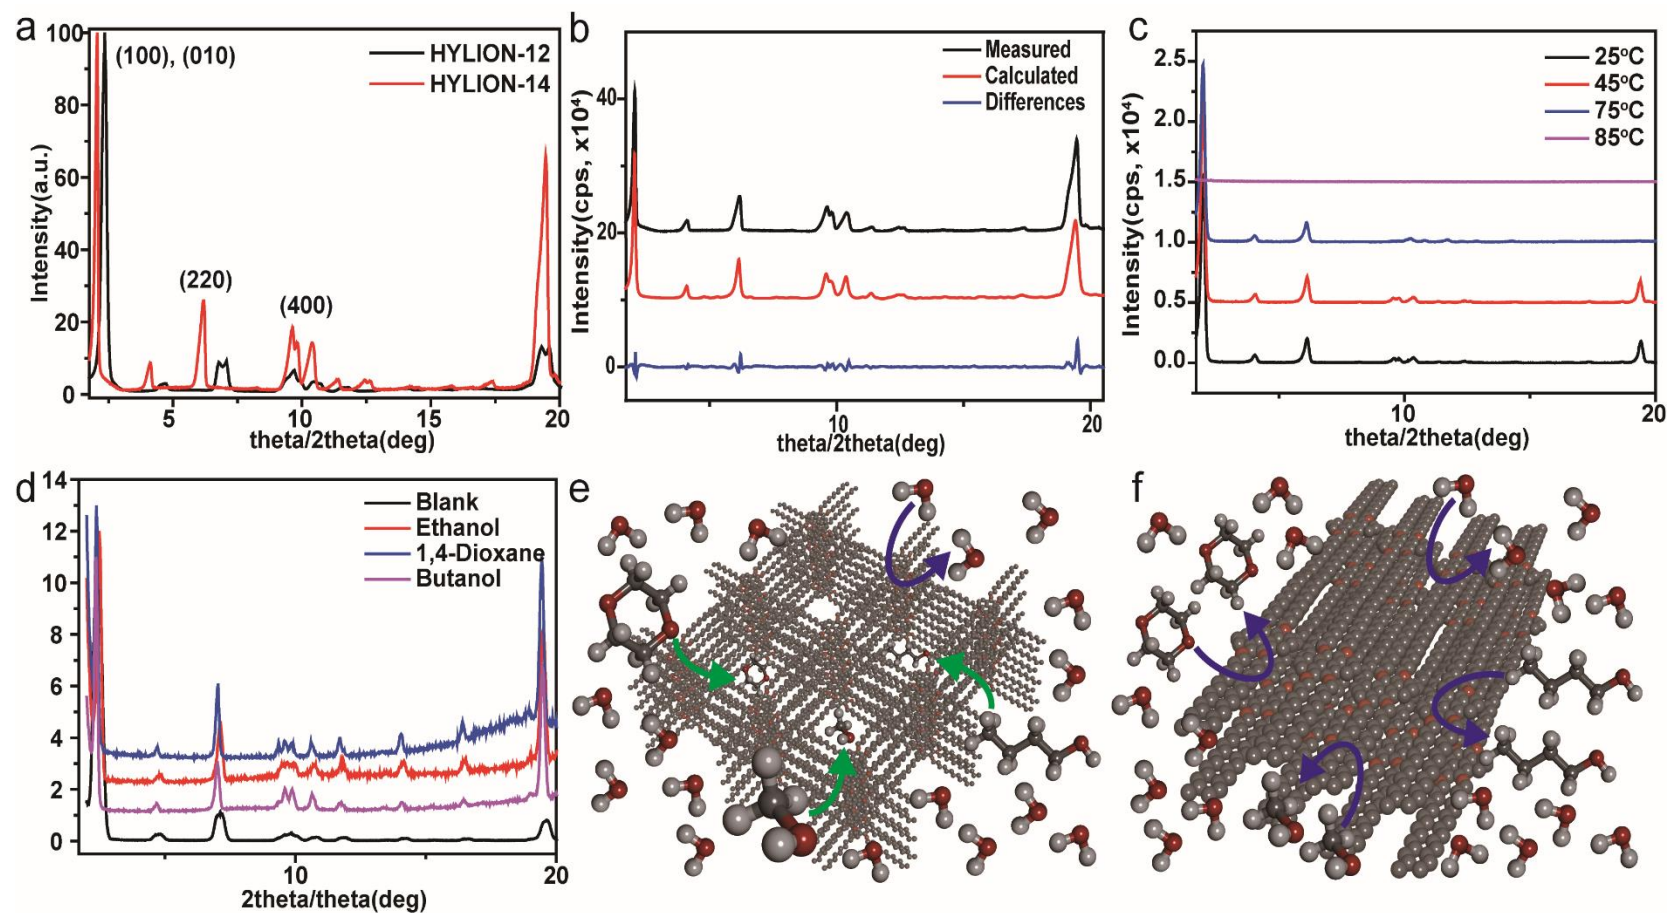 a
100
80
60
40
20
0
5
10
15
20
Intensity(a.u.)
theta/2theta(deg)
(100), (010)
(220)
(400)
HYLION-12
HYLION-14
b
40
20
0
10
20
Intensity(cps, x10⁴)
theta/2theta(deg)
Measured
Calculated
Differences
c
2.5
2.0
1.5
1.0
0.5
0.0
10
20
Intensity(cps, x10⁴)
theta/2theta(deg)
25°C
45°C
75°C
85°C
d
14
12
10
8
6
4
2
0
10
20
2theta/theta(deg)
Blank
Ethanol
1,4-Dioxane
Butanol
e
f